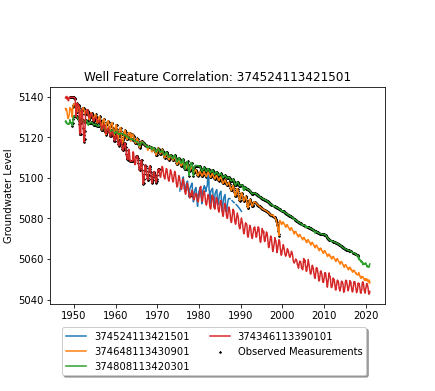 Well Feature Correlation: 374524113421501
5140
5120
5100
5080
5060
5040
Groundwater Level
1950 1960 1970 1980 1990 2000 2010 2020
374524113421501 374346113390101
374648113430901 Observed Measurements
374808113420301